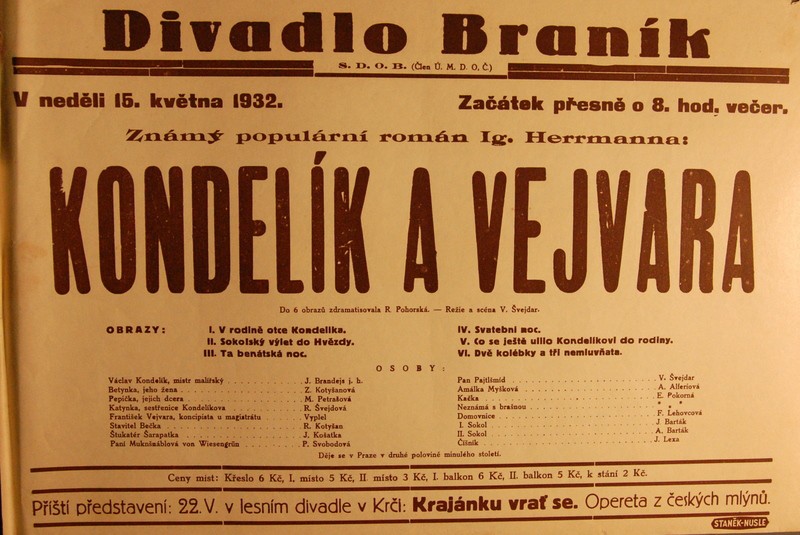 Divadlo Braník
S. D. O. B. (Člen Ú. M. D. O. Č.)
V neděli 15. května 1932.
Začátek přesně o 8. hod. večer.
Známý populární román Ig. Herrmanna:
KONDELÍK A VEJVARA
Do 6 obrazů zdramatisovala R. Pohorská. — Režie a scéna V. Švejdar.
OBRAZY:
I. V rodině otce Kondelíka.
II. Sokolský výlet do Hvězdy.
III. Ta benátská noc.
IV. Svatební noc.
V. Co se ještě ulilo Kondelíkovi do rodiny.
VI. Dvě kolébky a tři nemluvňata.
OSOBY:
Václav Kondelík, mistr malířský . . . J. Brandejs j. h.
Betynka, jeho žena . . . Z. Kotyšanová
Pepička, jejich dcera . . . M. Petrašová
Katynka, sestřenice Kondelíkova . . . R. Švejdová
František Vejvara, koncipista u magistrátu . . . Vyplel
Stavitel Bečka . . . R. Kotyšan
Štukatér Šarapatka . . . J. Košatka
Paní Muknšnáblová von Wiesengrün . . . P. Svobodová
Pan Pajtlšmíd . . . V. Švejdar
Amálka Myšková . . . A. Alferiová
Kačka . . . E. Pokorná
Neznámá s brašnou . . . * * *
Domovnice . . . F. Lehovcová
I. Sokol . . . J. Barták
II. Sokol . . . A. Barták
Číšník . . . J. Lexa
Děje se v Praze v druhé polovině minulého století.
Ceny míst: Křeslo 6 Kč, I. místo 5 Kč, II. místo 3 Kč, I. balkon 6 Kč, II. balkon 5 Kč, k stání 2 Kč.
Příští představení: 22. V. v lesním divadle v Krči: Krajánku vrať se. Opereta z českých mlýnů.
STANĚK-NUSLE